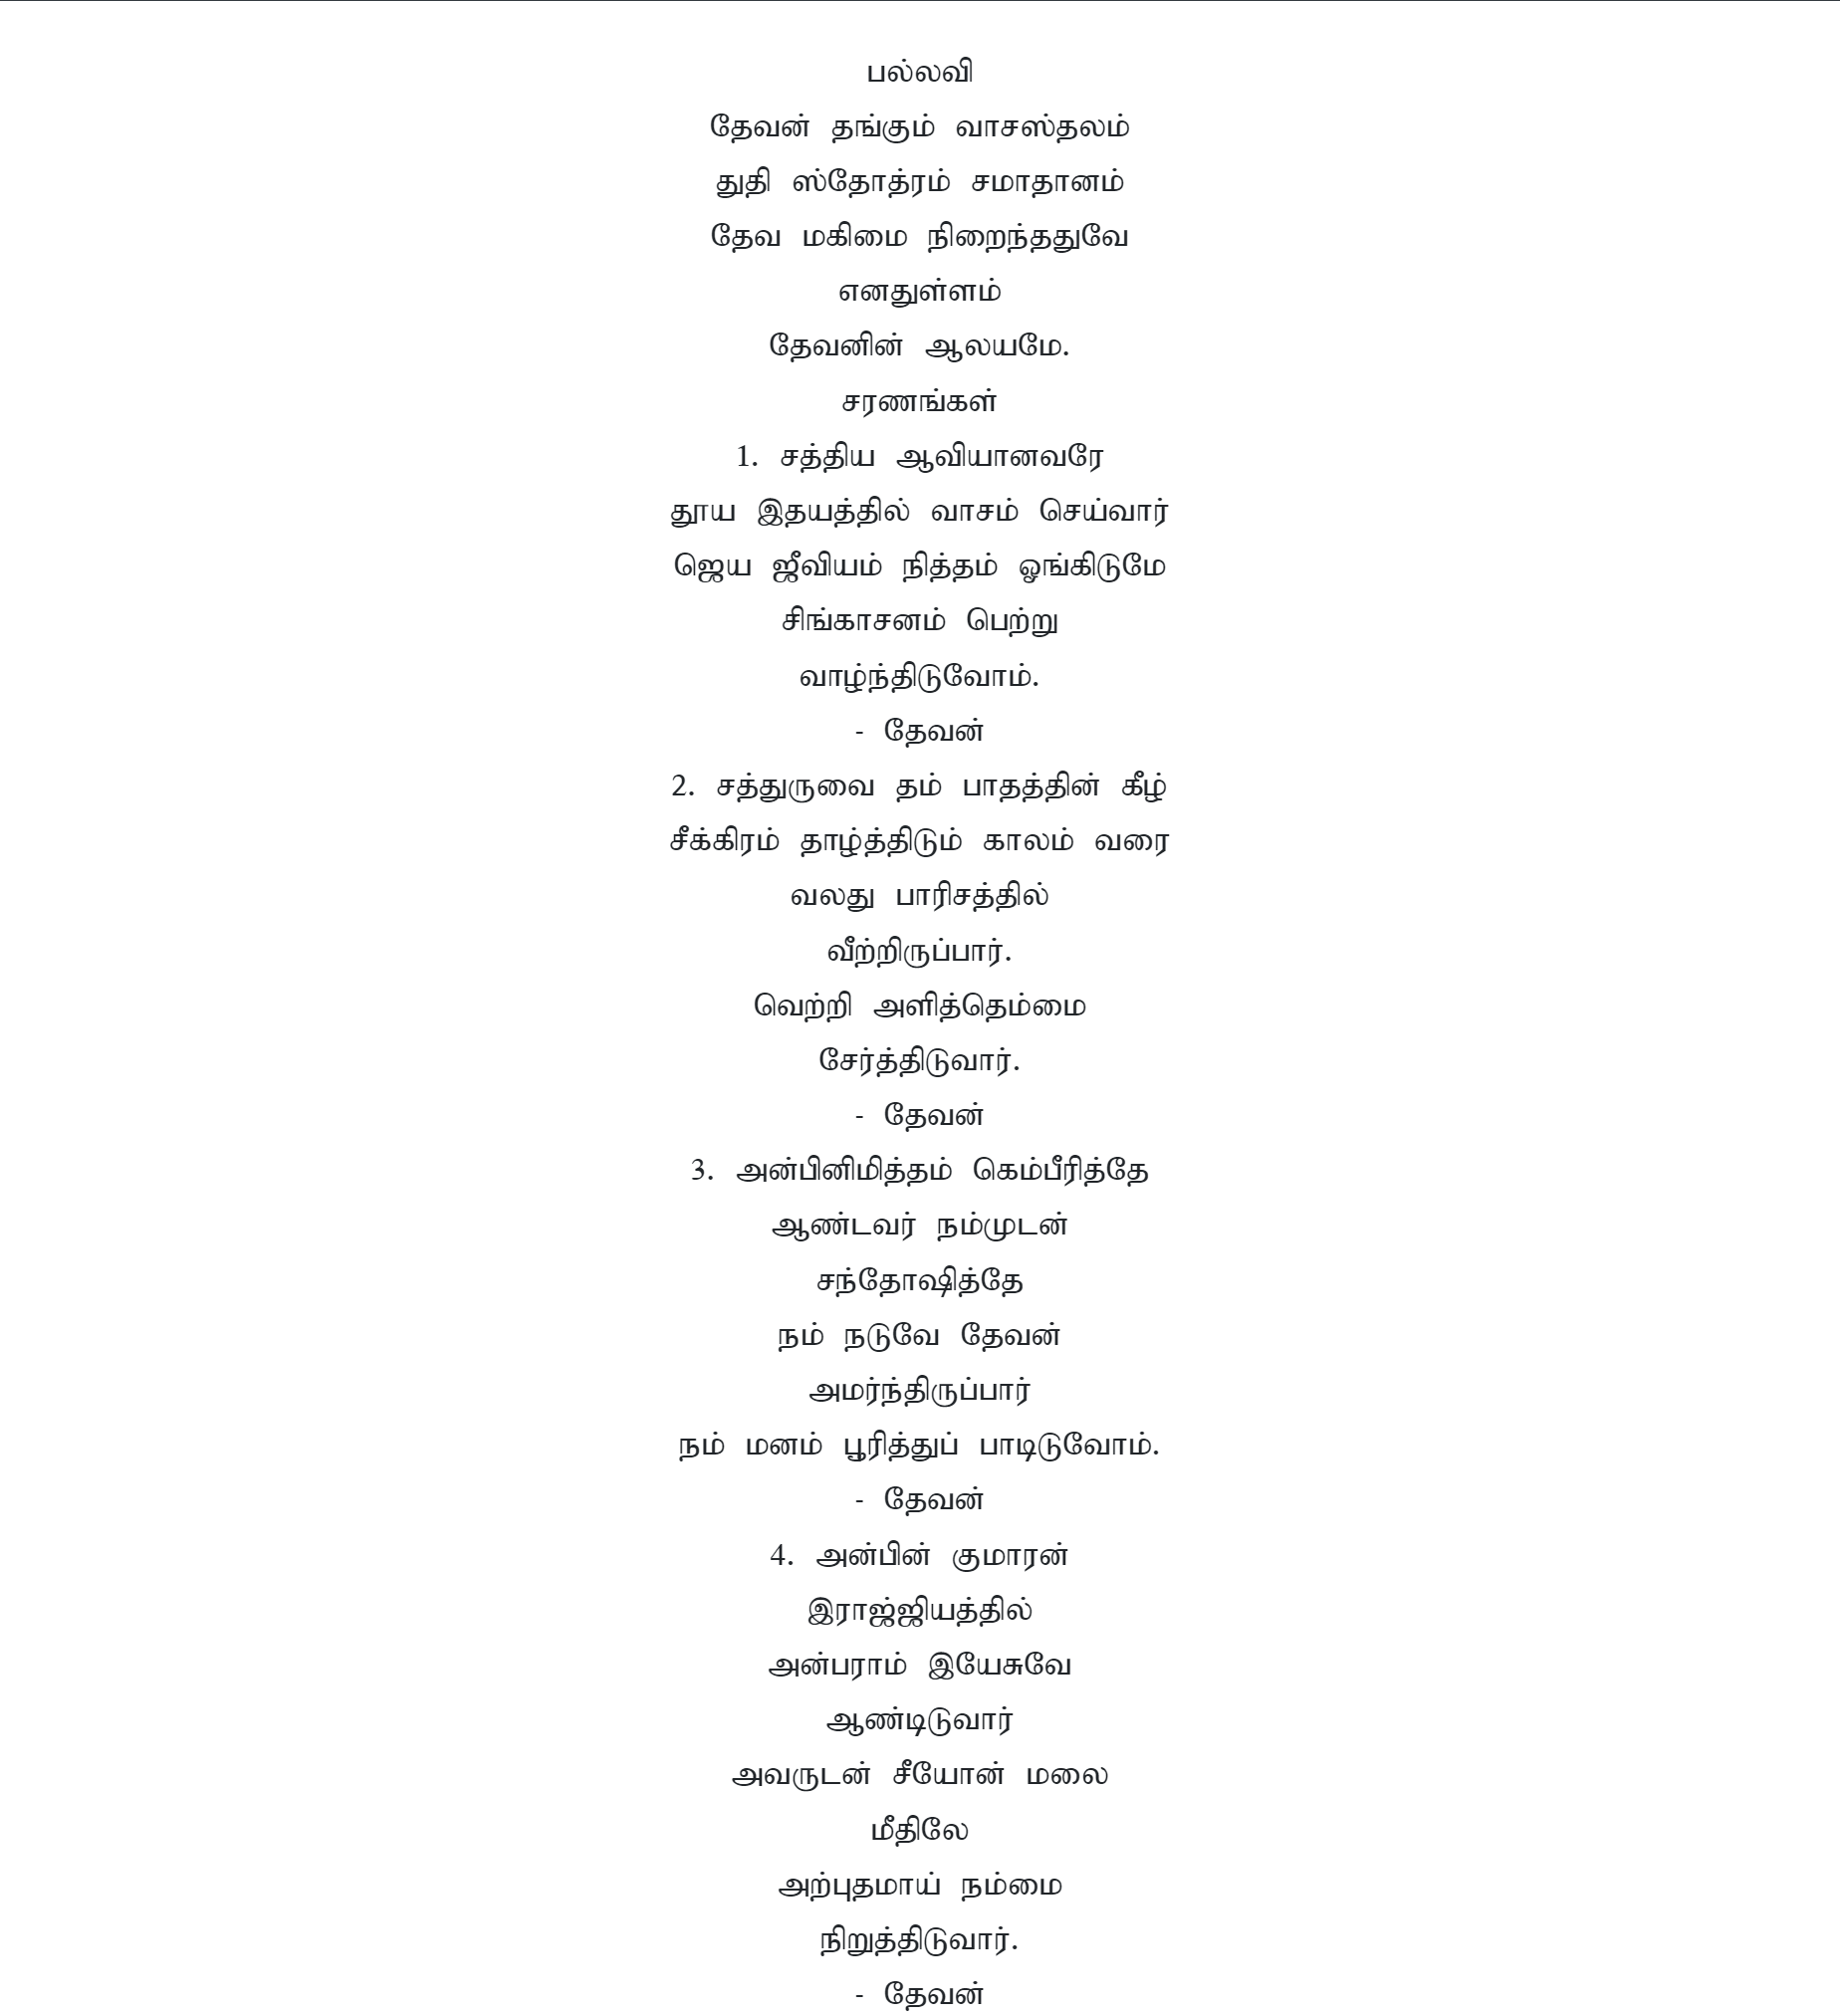 பல்லவி
தேவன் தங்கும் வாசஸ்தலம்
துதி ஸ்தோத்ரம் சமாதானம்
தேவ மகிமை நிறைந்ததுவே
எனதுள்ளம்
தேவனின் ஆலயமே.
சரணங்கள்
1. சத்திய ஆவியானவரே
தூய இதயத்தில் வாசம் செய்வார்
ஜெய ஜீவியம் நித்தம் ஓங்கிடுமே
சிங்காசனம் பெற்று
வாழ்ந்திடுவோம்.
- தேவன்
2. சத்துருவை தம் பாதத்தின் கீழ்
சீக்கிரம் தாழ்த்திடும் காலம் வரை
வலது பாரிசத்தில்
வீற்றிருப்பார்.
வெற்றி அளித்தெம்மை
சேர்த்திடுவார்.
- தேவன்
3. அன்பினிமித்தம் கெம்பீரித்தே
ஆண்டவர் நம்முடன்
சந்தோஷித்தே
நம் நடுவே தேவன்
அமர்ந்திருப்பார்
நம் மனம் பூரித்துப் பாடிடுவோம்.
- தேவன்
4. அன்பின் குமாரன்
இராஜ்ஜியத்தில்
அன்பராம் இயேசுவே
ஆண்டிடுவார்
அவருடன் சீயோன் மலை
மீதிலே
அற்புதமாய் நம்மை
நிறுத்திடுவார்.
- தேவன்